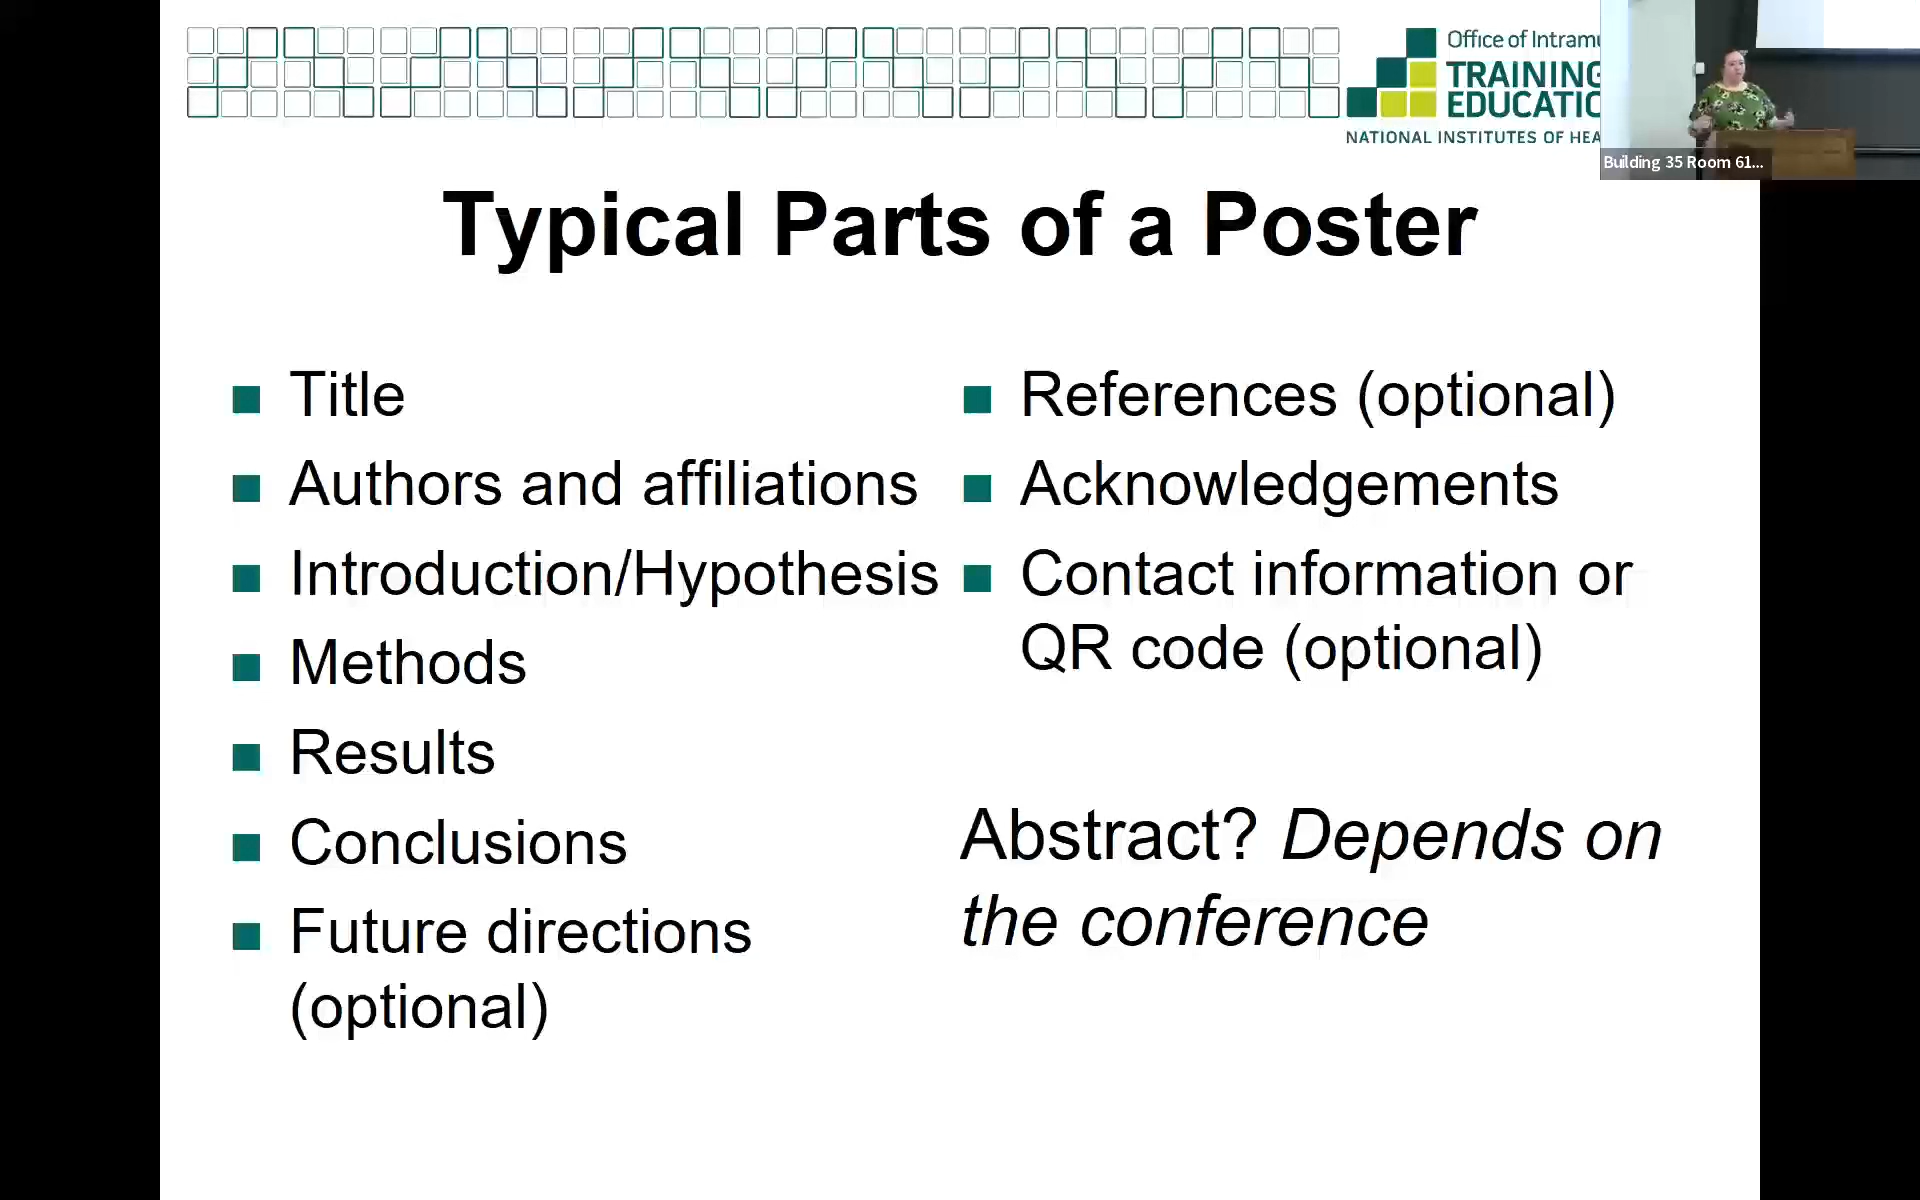 Office of Intramu
TRAINING
EDUCATIO
NATIONAL INSTITUTES OF HEA
Building 35 Room 61...
Typical Parts of a Poster
Title
Authors and affiliations
Introduction/Hypothesis
Methods
Results
Conclusions
Future directions
(optional)
References (optional)
Acknowledgements
Contact information or
QR code (optional)
Abstract? Depends on
the conference